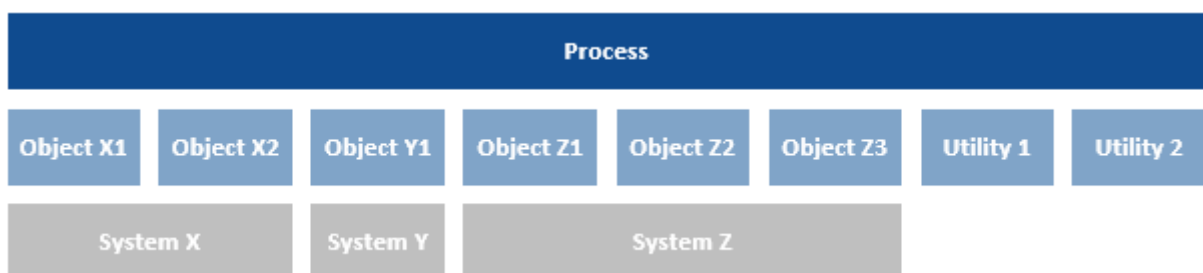 Process
Object X1 Object X2 Object Y1 Object Z1 Object Z2 Object Z3 Utility 1 Utility 2
System X System Y System Z